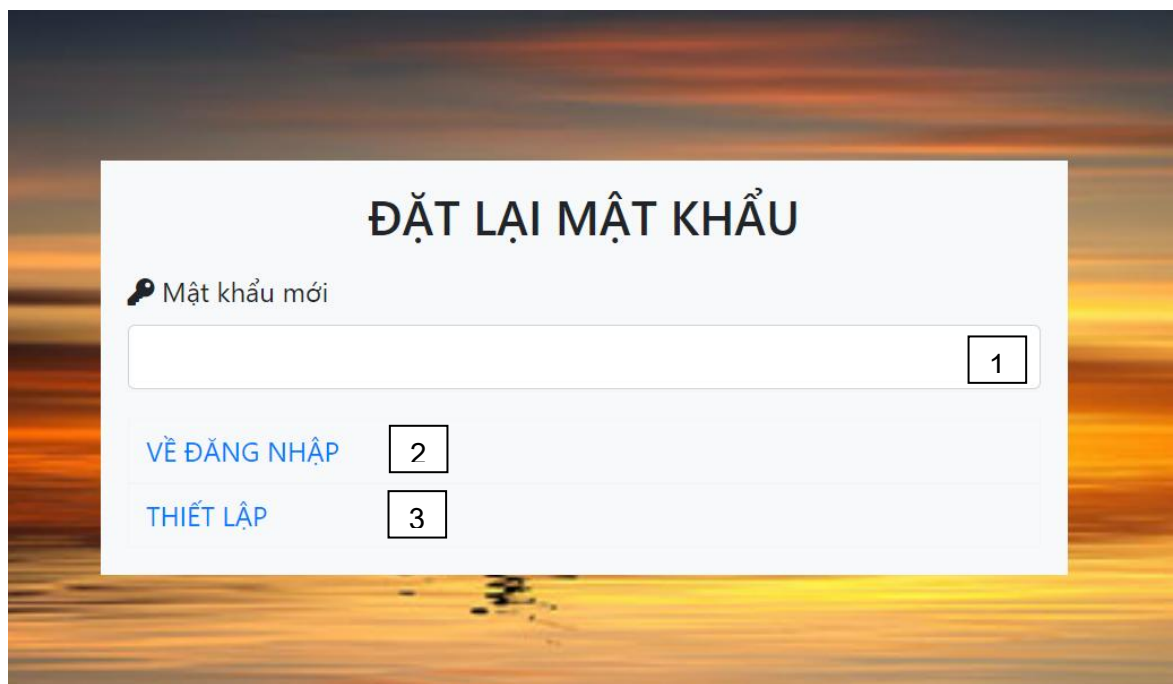 ĐẶT LẠI MẬT KHẨU
Mật khẩu mới
1
VỀ ĐĂNG NHẬP 2
THIẾT LẬP 3